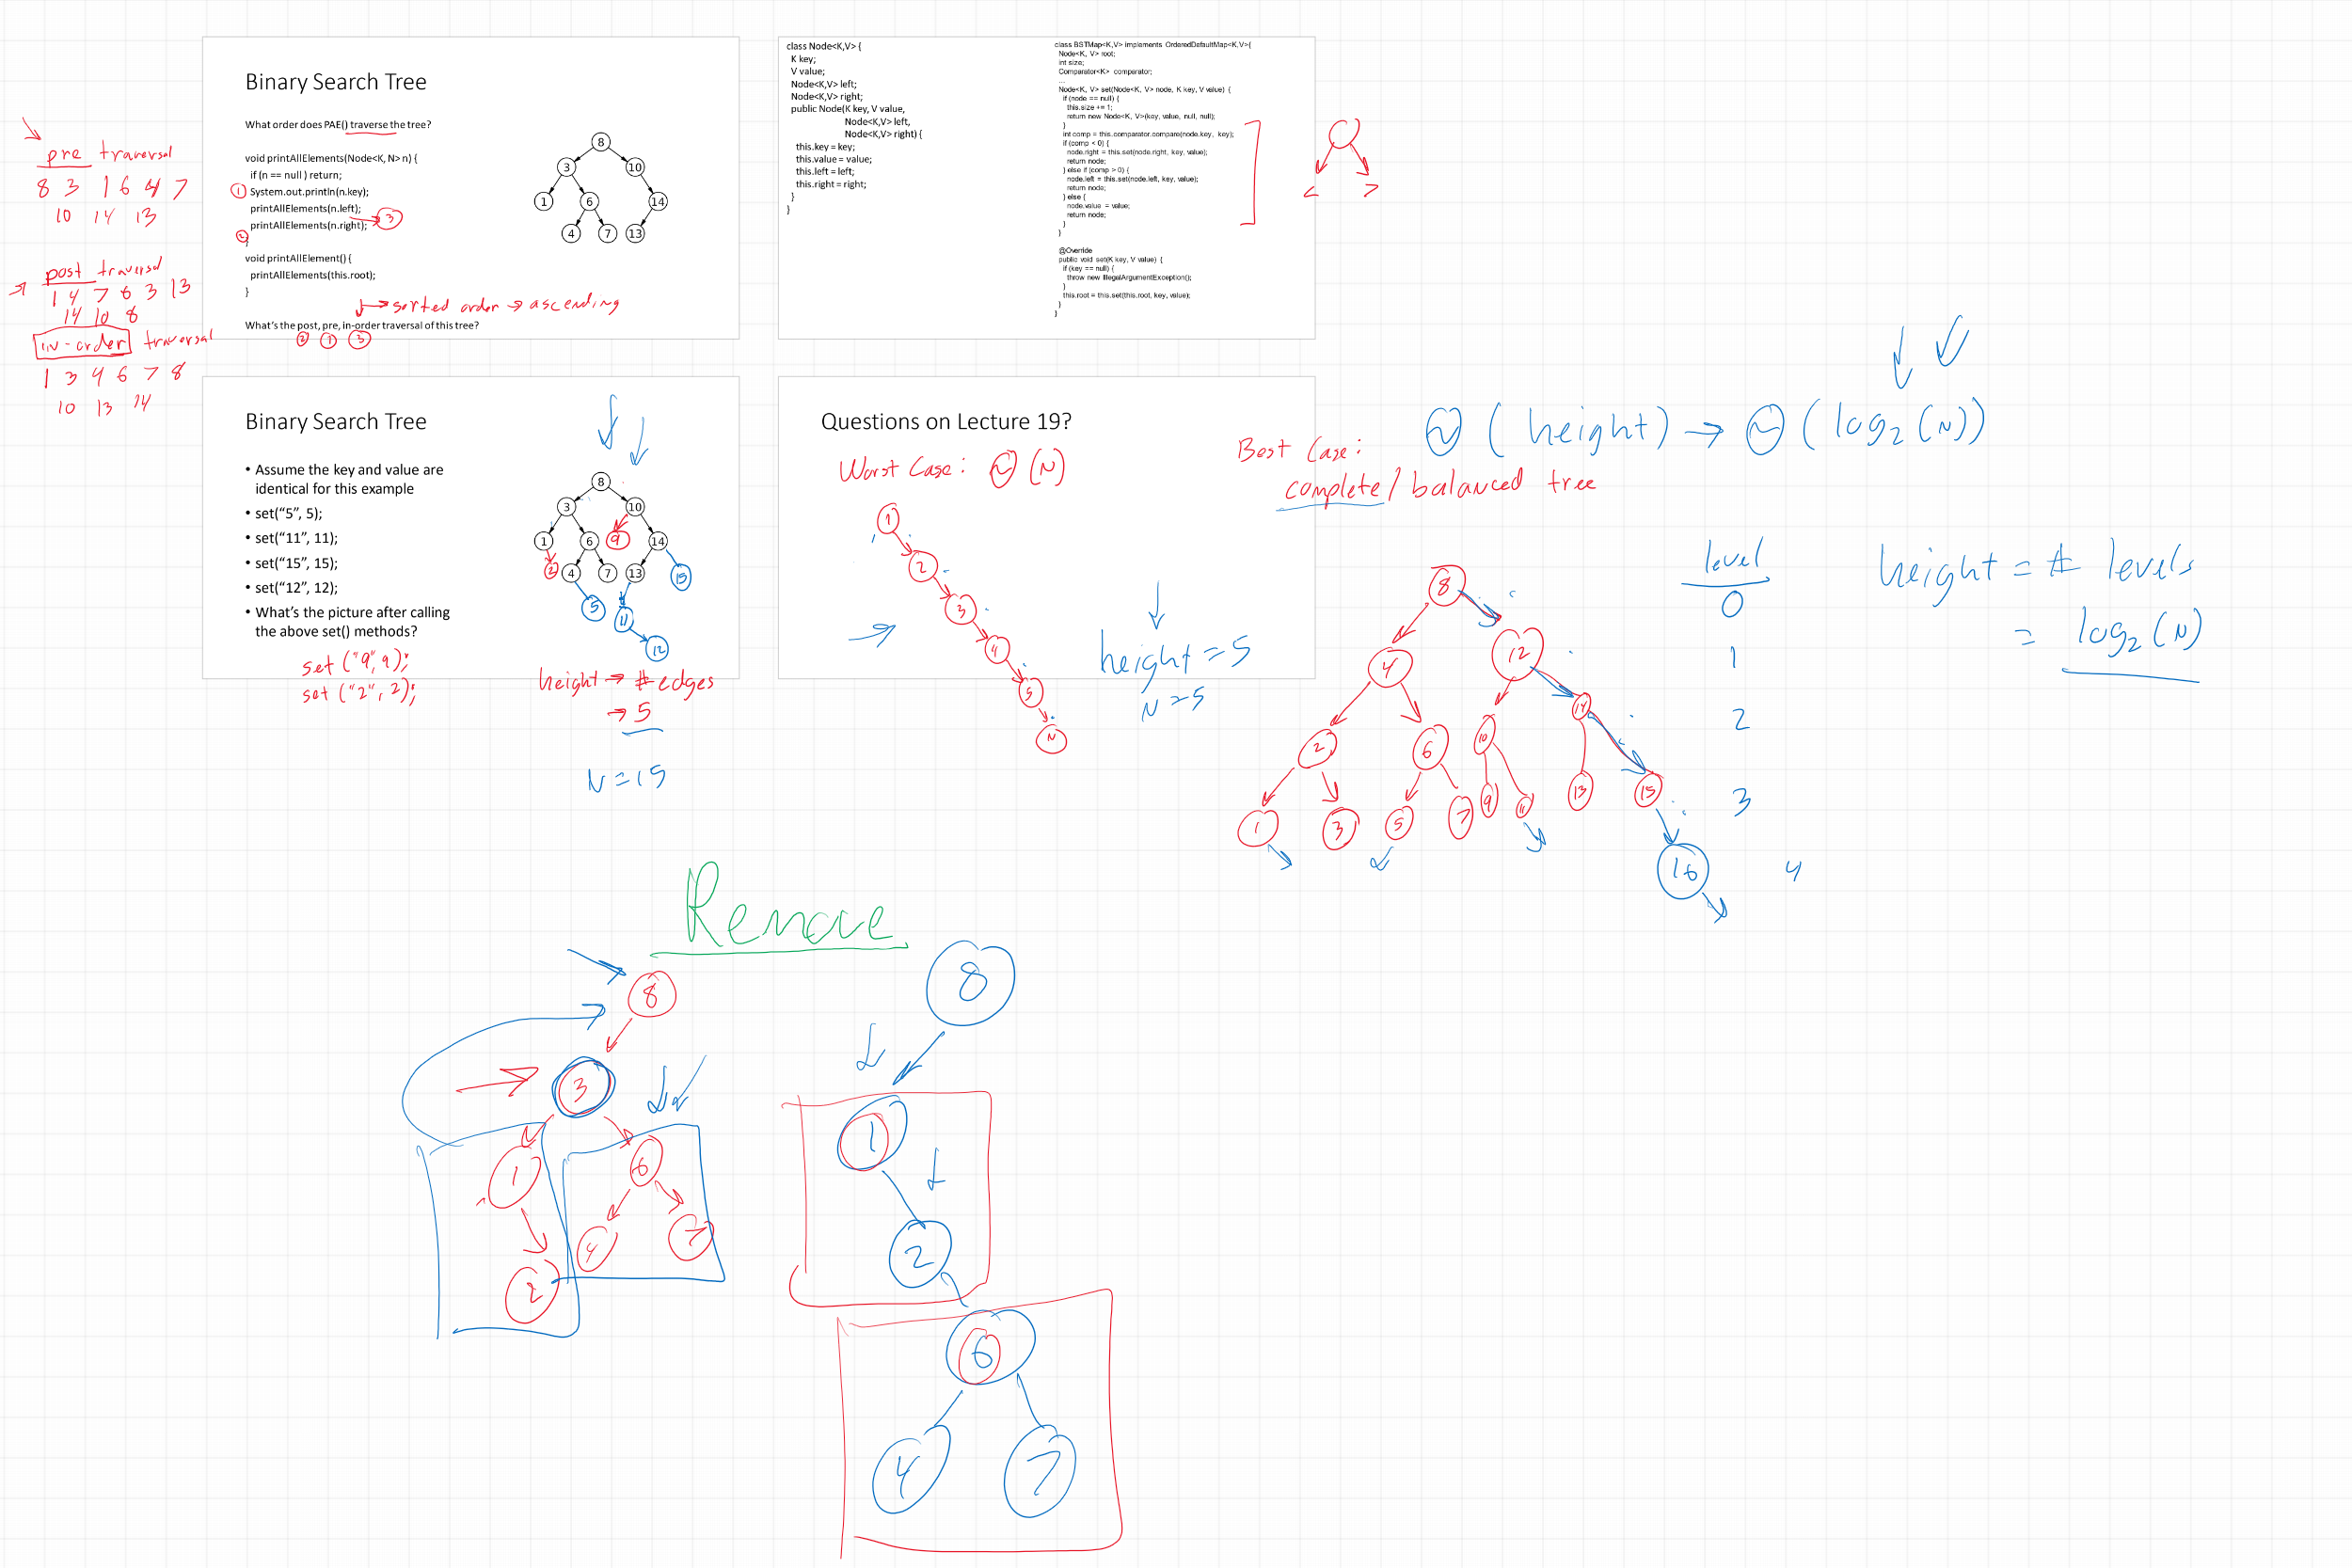 Binary Search Tree
What order does PAE() traverse the tree?
void printAllElements(Node<K, N> n) {
if (n == null ) return;
① System.out.println(n.key);
printAllElements(n.left);
③
printAllElements(n.right);
②
}
void printAllElement() {
printAllElements(this.root);
}
→ sorted order → ascending
What's the post, pre, in-order traversal of this tree?
② ① ③
8
3 10
1 6 14
4 7 13
pre traversal
8 3 1 6 4 7
10 14 13
post traversal
1 4 7 6 3 13
14 10 8
in-order traversal
1 3 4 6 7 8
10 13 14
class Node<K,V> {
K key;
V value;
Node<K,V> left;
Node<K,V> right;
public Node(K key, V value,
Node<K,V> left,
Node<K,V> right) {
this.key = key;
this.value = value;
this.left = left;
this.right = right;
}
}
class BSTMap<K,V> implements OrderedDefaultMap<K,V>{
Node<K, V> root;
int size;
Comparator<K> comparator;
...
Node<K, V> set(Node<K, V> node, K key, V value) {
if (node == null) {
this.size += 1;
return new Node<K, V>(key, value, null, null);
}
int comp = this.comparator.compare(node.key, key);
if (comp < 0) {
node.right = this.set(node.right, key, value);
return node;
} else if (comp > 0) {
node.left = this.set(node.left, key, value);
return node;
} else {
node.value = value;
return node;
}
}
@Override
public void set(K key, V value) {
if (key == null) {
throw new IllegalArgumentException();
}
this.root = this.set(this.root, key, value);
}
}
< >
Binary Search Tree
• Assume the key and value are
identical for this example
• set("5", 5);
• set("11", 11);
• set("15", 15);
• set("12", 12);
• What's the picture after calling
the above set() methods?
set ("9", 9);
set ("2", 2);
8
3 10
1 6 9 14
2 4 7 13 15
5 11
12
height → # edges
→ 5
N = 15
Questions on Lecture 19?
Worst Case: Θ (N)
1
2
3
4
5
N
height = 5
N = 5
Best Case:
Θ (height) → Θ (log2 (N))
complete / balanced tree
level
0
1
2
3
4
height = # levels
= log2 (N)
8
4 12
2 6 10 14
1 3 5 7 9 11 13 15
16
Remove
8
3
1 6
4 7
2
8
1
2
6
4 7